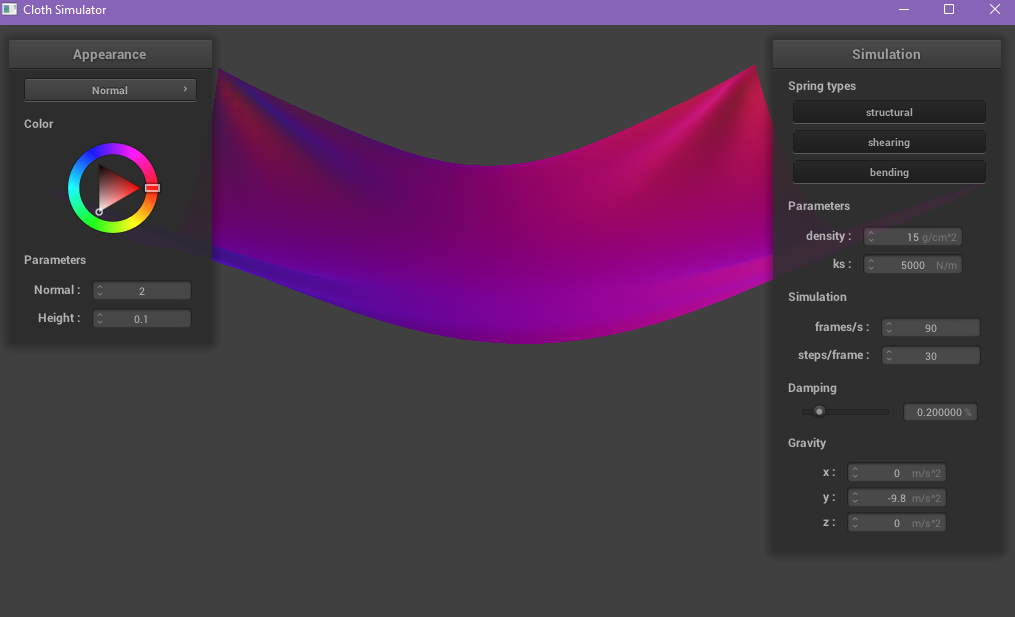 Cloth Simulator
Appearance
Normal
Color
Parameters
Normal : 2
Height : 0.1
Simulation
Spring types
structural
shearing
bending
Parameters
density : 15 g/cm^2
ks : 5000 N/m
Simulation
frames/s : 90
steps/frame : 30
Damping
0.200000 %
Gravity
x : 0 m/s^2
y : -9.8 m/s^2
z : 0 m/s^2